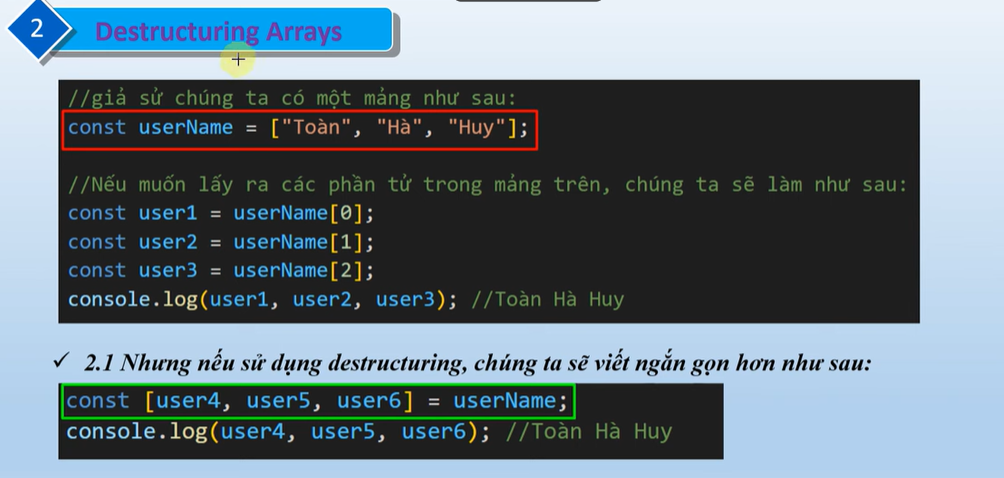 2
Destructuring Arrays
//giả sử chúng ta có một mảng như sau:
const userName = ["Toàn", "Hà", "Huy"];
//Nếu muốn lấy ra các phần tử trong mảng trên, chúng ta sẽ làm như sau:
const user1 = userName[0];
const user2 = userName[1];
const user3 = userName[2];
console.log(user1, user2, user3); //Toàn Hà Huy
✓ 2.1 Nhưng nếu sử dụng destructuring, chúng ta sẽ viết ngắn gọn hơn như sau:
const [user4, user5, user6] = userName;
console.log(user4, user5, user6); //Toàn Hà Huy